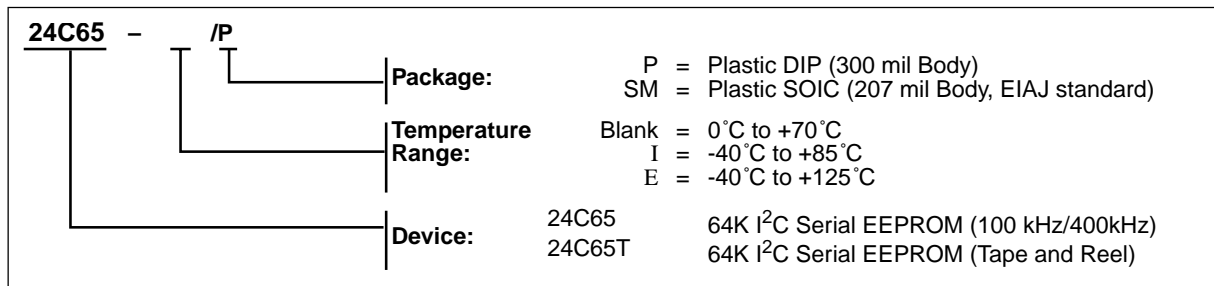 24C65 – /P
Package: P = Plastic DIP (300 mil Body)
SM = Plastic SOIC (207 mil Body, EIAJ standard)
Temperature Blank = 0˚C to +70˚C
Range: I = -40˚C to +85˚C
E = -40˚C to +125˚C
Device: 24C65 64K I²C Serial EEPROM (100 kHz/400kHz)
24C65T 64K I²C Serial EEPROM (Tape and Reel)